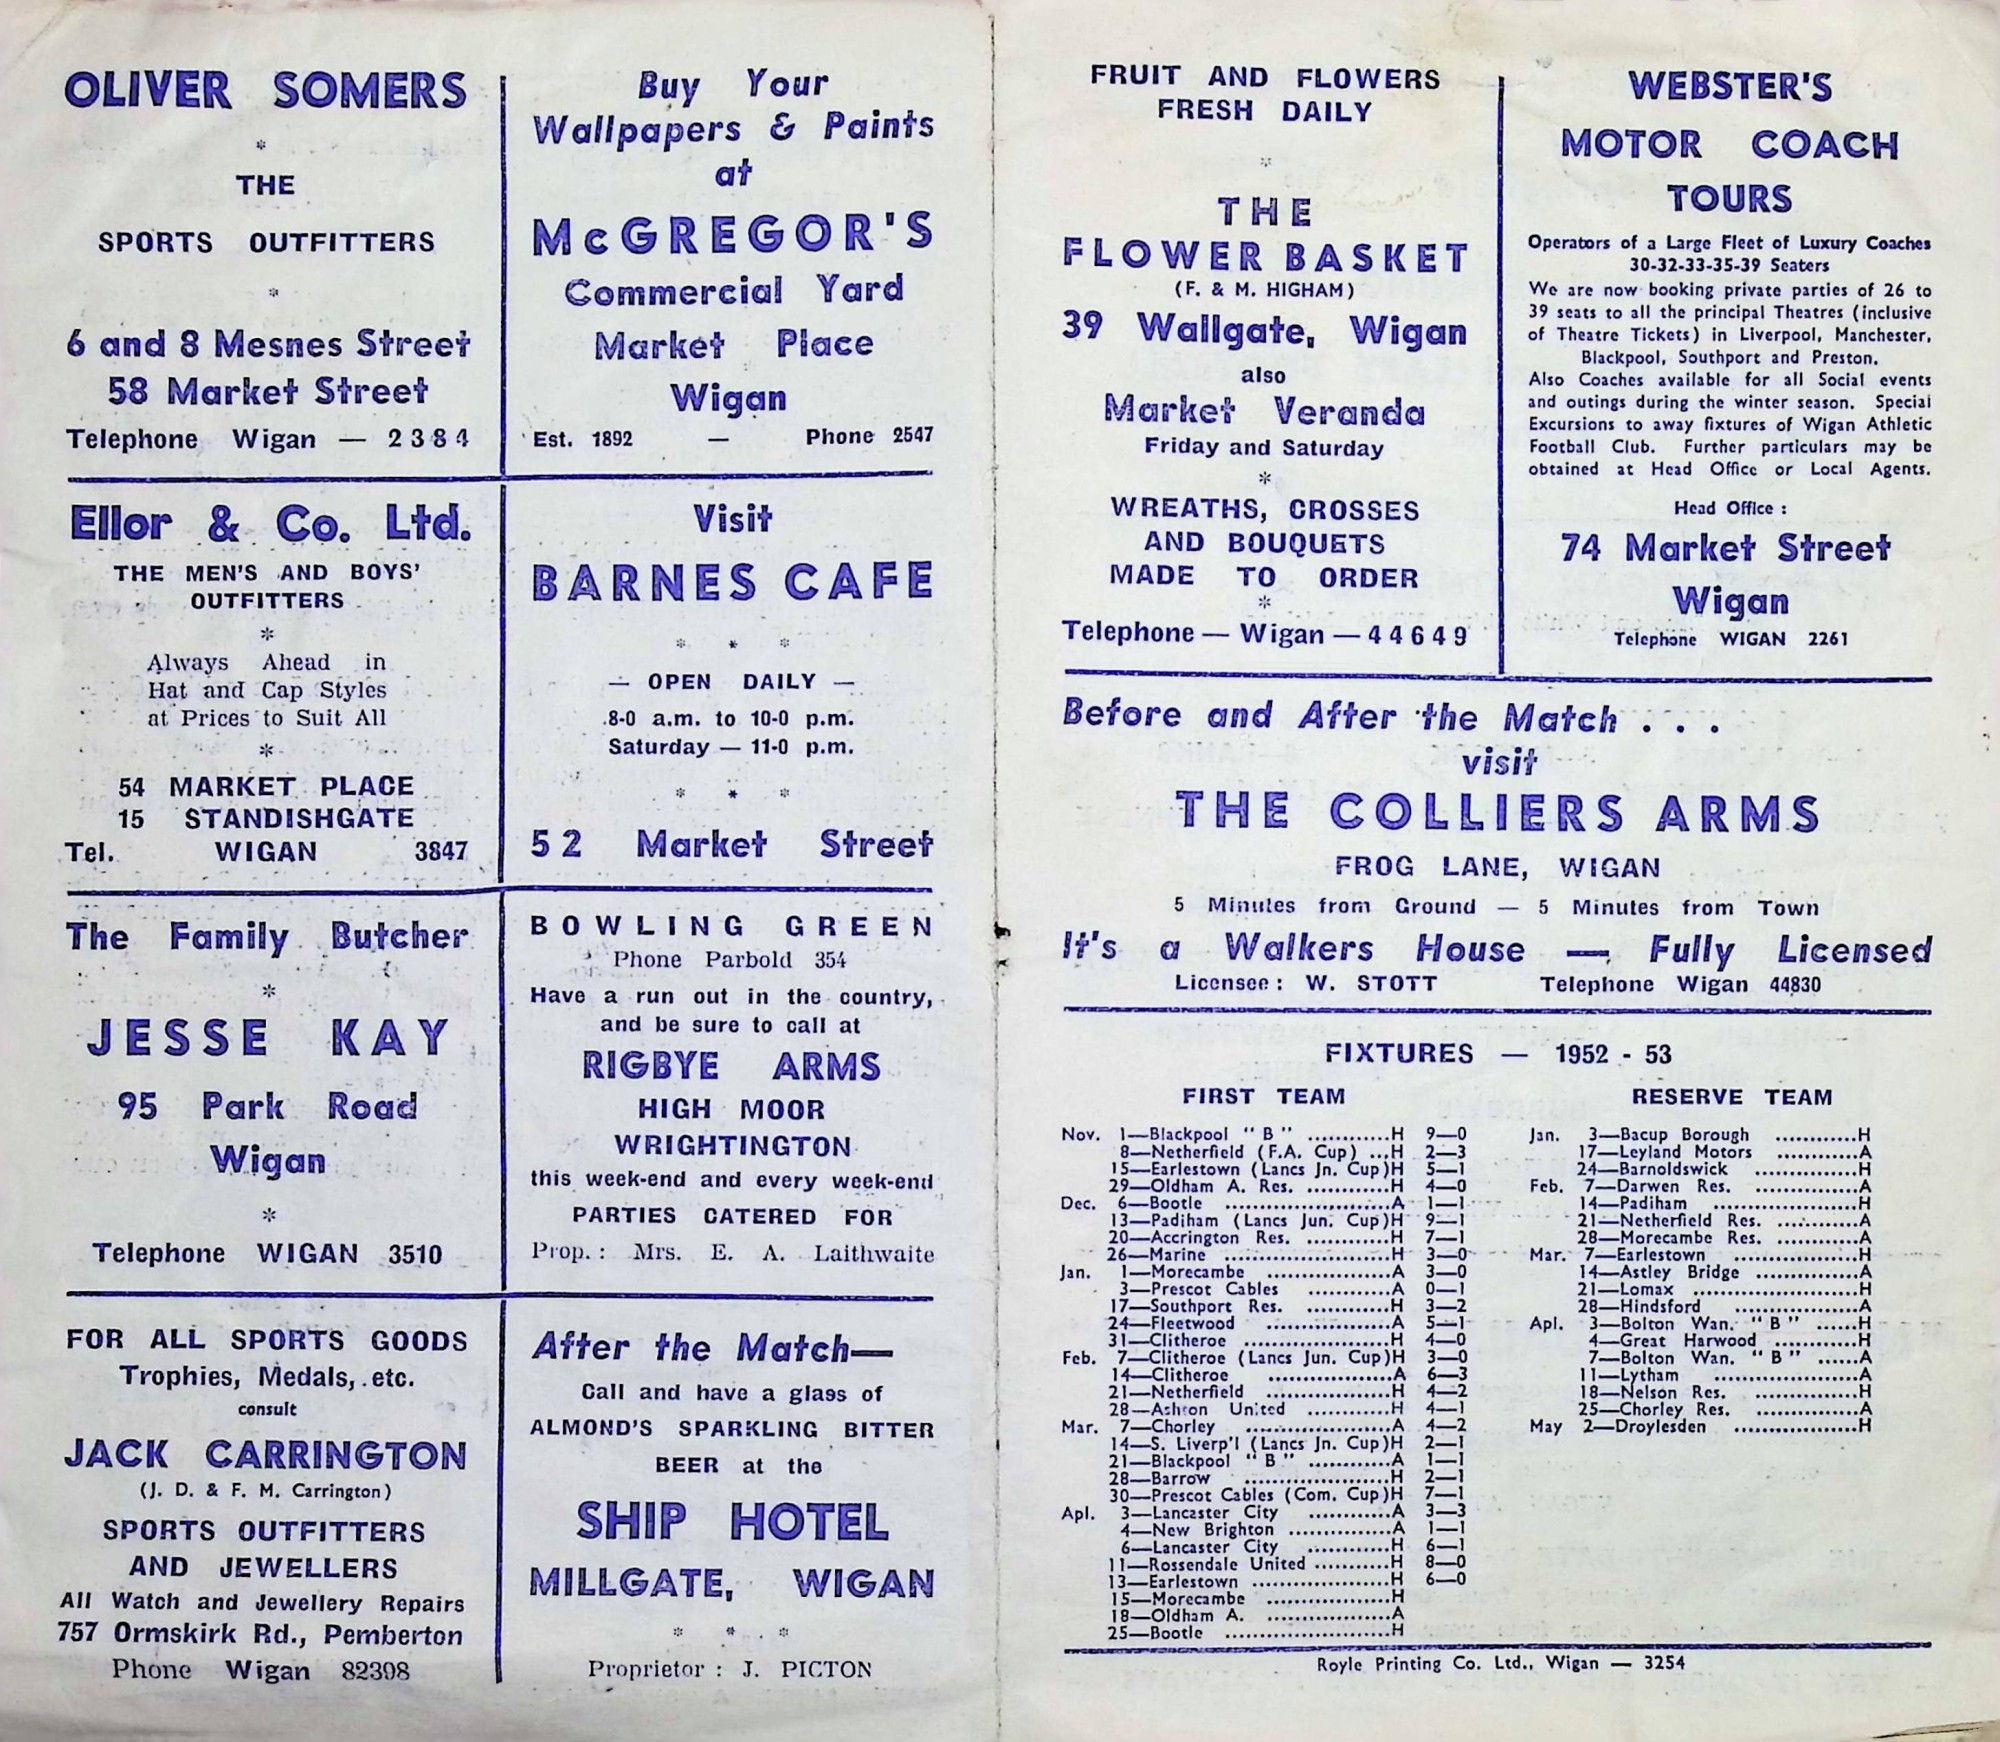 OLIVER SOMERS
THE
SPORTS OUTFITTERS
6 and 8 Mesnes Street
58 Market Street
Telephone Wigan — 2384
Buy Your
Wallpapers & Paints
at
McGREGOR'S
Commercial Yard
Market Place
Wigan
Est. 1892 — Phone 2547
Ellor & Co. Ltd.
THE MEN'S AND BOYS'
OUTFITTERS
*
Always Ahead in
Hat and Cap Styles
at Prices to Suit All
*
54 MARKET PLACE
15 STANDISHGATE
Tel. WIGAN 3847
Visit
BARNES CAFE
* * *
— OPEN DAILY —
8-0 a.m. to 10-0 p.m.
Saturday — 11-0 p.m.
* * *
52 Market Street
The Family Butcher
*
JESSE KAY
95 Park Road
Wigan
*
Telephone WIGAN 3510
BOWLING GREEN
Phone Parbold 354
Have a run out in the country,
and be sure to call at
RIGBYE ARMS
HIGH MOOR
WRIGHTINGTON
this week-end and every week-end
PARTIES CATERED FOR
Prop. : Mrs. E. A. Laithwaite
FOR ALL SPORTS GOODS
Trophies, Medals, etc.
consult
JACK CARRINGTON
(J. D. & F. M. Carrington)
SPORTS OUTFITTERS
AND JEWELLERS
All Watch and Jewellery Repairs
757 Ormskirk Rd., Pemberton
Phone Wigan 82398
After the Match—
Call and have a glass of
ALMOND'S SPARKLING BITTER
BEER at the
SHIP HOTEL
MILLGATE, WIGAN
* * *
Proprietor : J. PICTON
FRUIT AND FLOWERS
FRESH DAILY
*
THE
FLOWER BASKET
(F. & M. HIGHAM)
39 Wallgate, Wigan
also
Market Veranda
Friday and Saturday
*
WREATHS, CROSSES
AND BOUQUETS
MADE TO ORDER
*
Telephone — Wigan — 44649
WEBSTER'S
MOTOR COACH
TOURS
Operators of a Large Fleet of Luxury Coaches
30-32-33-35-39 Seaters
We are now booking private parties of 26 to
39 seats to all the principal Theatres (inclusive
of Theatre Tickets) in Liverpool, Manchester,
Blackpool, Southport and Preston.
Also Coaches available for all Social events
and outings during the winter season. Special
Excursions to away fixtures of Wigan Athletic
Football Club. Further particulars may be
obtained at Head Office or Local Agents.
Head Office :
74 Market Street
Wigan
Telephone WIGAN 2261
Before and After the Match . . .
visit
THE COLLIERS ARMS
FROG LANE, WIGAN
5 Minutes from Ground — 5 Minutes from Town
It's a Walkers House — Fully Licensed
Licensee : W. STOTT Telephone Wigan 44830
FIXTURES — 1952 - 53
FIRST TEAM
Nov. 1—Blackpool "B" ............H 9—0
8—Netherfield (F.A. Cup) ...H 2—3
15—Earlestown (Lancs Jn. Cup)H 5—1
29—Oldham A. Res. ............H 4—0
Dec. 6—Bootle ........................A 1—1
13—Padiham (Lancs Jun. Cup)H 9—1
20—Accrington Res. ............H 7—1
26—Marine ........................H 3—0
Jan. 1—Morecambe ..................A 3—0
3—Prescot Cables ............A 0—1
17—Southport Res. ............H 3—2
24—Fleetwood ..................A 5—1
31—Clitheroe ..................H 4—0
Feb. 7—Clitheroe (Lancs Jun. Cup)H 3—0
14—Clitheroe ..................A 6—3
21—Netherfield ..................H 4—2
28—Ashton United ............H 4—1
Mar. 7—Chorley ........................A 4—2
14—S. Liverp'l (Lancs Jn. Cup)H 2—1
21—Blackpool "B" ............A 1—1
28—Barrow ........................H 2—1
30—Prescot Cables (Com. Cup)H 7—1
Apl. 3—Lancaster City ............A 3—3
4—New Brighton ...............A 1—1
6—Lancaster City ............H 6—1
11—Rossendale United ...........H 8—0
13—Earlestown ..................H 6—0
15—Morecambe ..................H
18—Oldham A. ..................A
25—Bootle ........................H
RESERVE TEAM
Jan. 3—Bacup Borough ............H
17—Leyland Motors ............A
24—Barnoldswick ...............H
Feb. 7—Darwen Res. ...............A
14—Padiham .....................H
21—Netherfield Res. ............A
28—Morecambe Res. ............A
Mar. 7—Earlestown ..................H
14—Astley Bridge ...............A
21—Lomax ........................H
28—Hindsford ..................A
Apl. 3—Bolton Wan. "B" ......H
4—Great Harwood ............H
7—Bolton Wan. "B" ......A
11—Lytham .....................A
18—Nelson Res. ...............H
25—Chorley Res. ...............A
May 2—Droylesden ..................H
Royle Printing Co. Ltd., Wigan — 3254